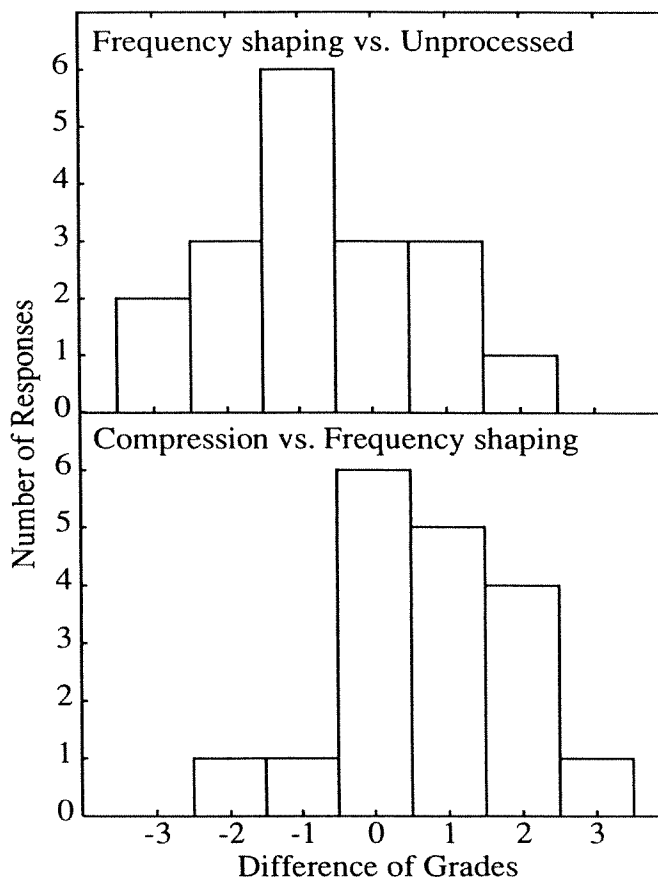 Frequency shaping vs. Unprocessed
6
5
4
3
2
1
0
Compression vs. Frequency shaping
6
5
4
3
2
1
0
-3 -2 -1 0 1 2 3
Difference of Grades
Number of Responses